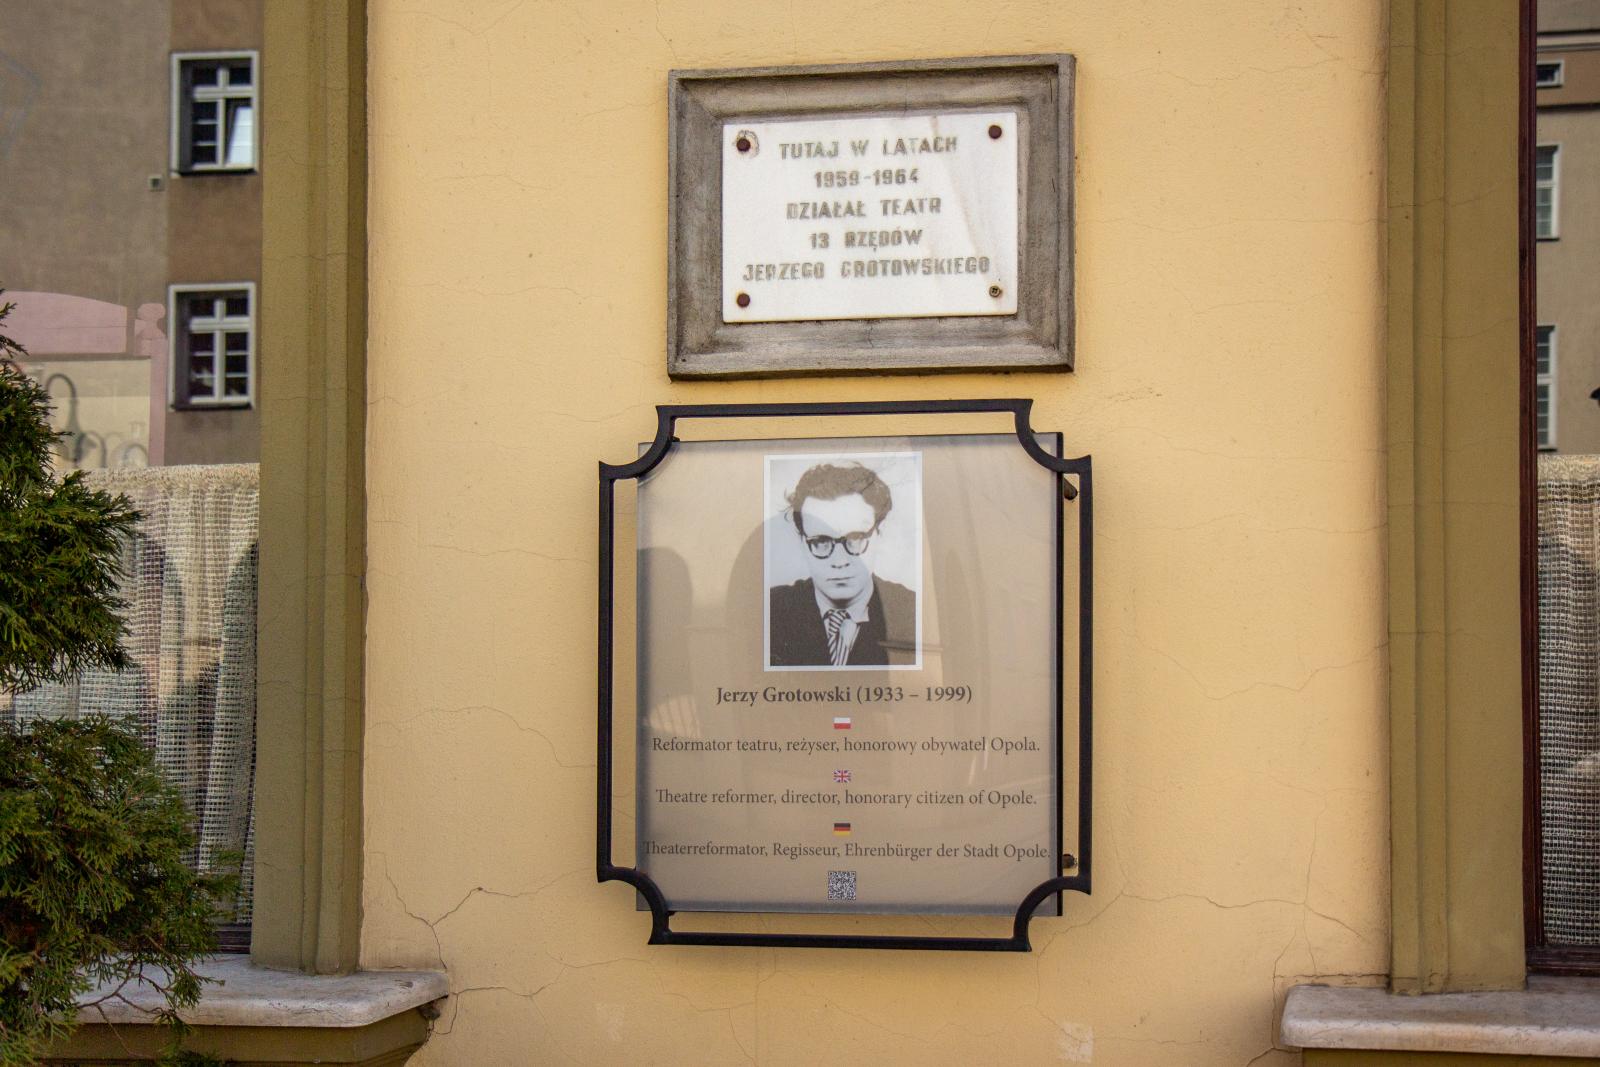 TUTAJ W LATACH
1959-1964
DZIAŁAŁ TEATR
13 RZĘDÓW
JERZEGO GROTOWSKIEGO
Jerzy Grotowski (1933 – 1999)
Reformator teatru, reżyser, honorowy obywatel Opola.
Theatre reformer, director, honorary citizen of Opole.
Theaterreformator, Regisseur, Ehrenbürger der Stadt Opole.